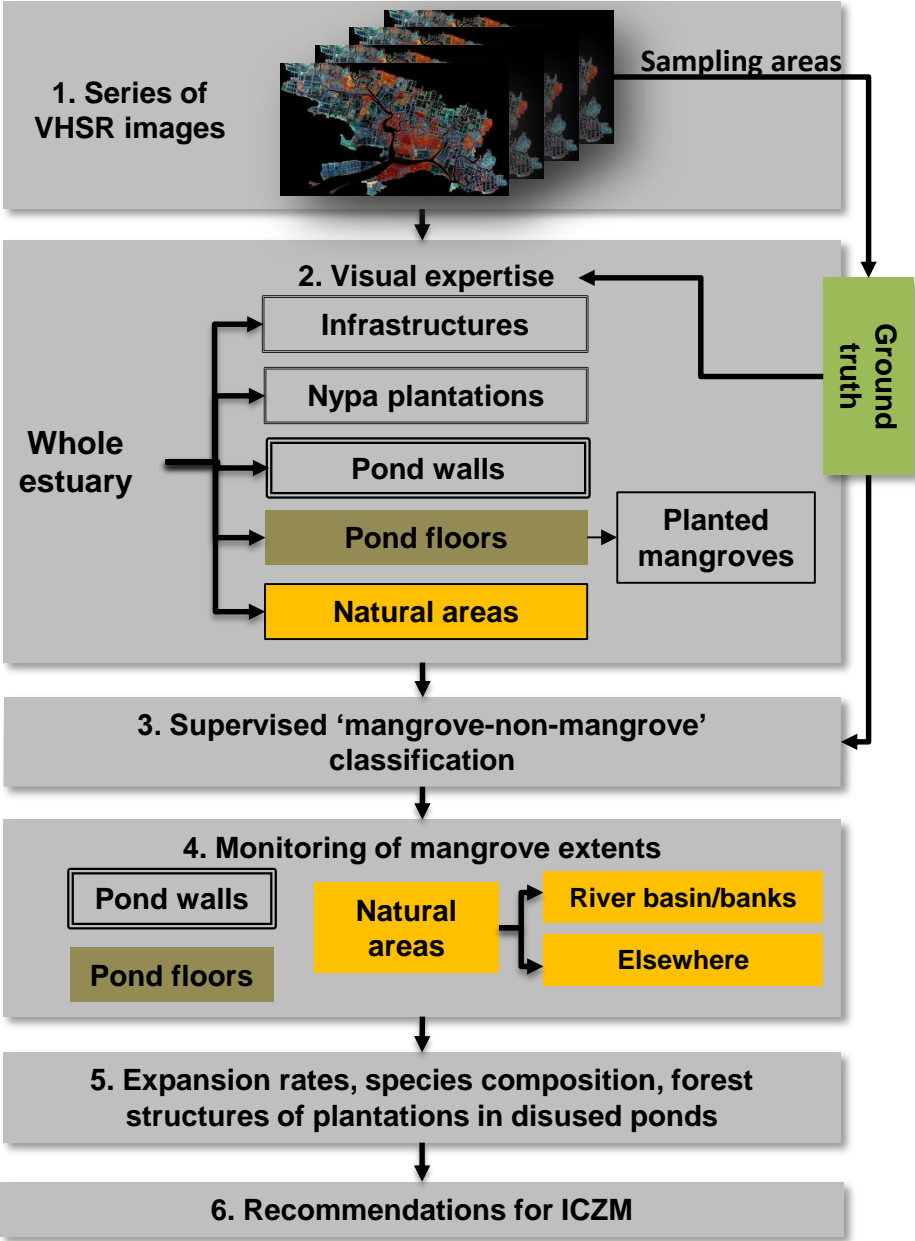 1. Series of
VHSR images
Sampling areas
2. Visual expertise
Infrastructures
Nypa plantations
Whole
estuary
Pond walls
Pond floors
Planted
mangroves
Natural areas
Ground
truth
3. Supervised ‘mangrove-non-mangrove’
classification
4. Monitoring of mangrove extents
Pond walls
Pond floors
Natural
areas
River basin/banks
Elsewhere
5. Expansion rates, species composition, forest
structures of plantations in disused ponds
6. Recommendations for ICZM